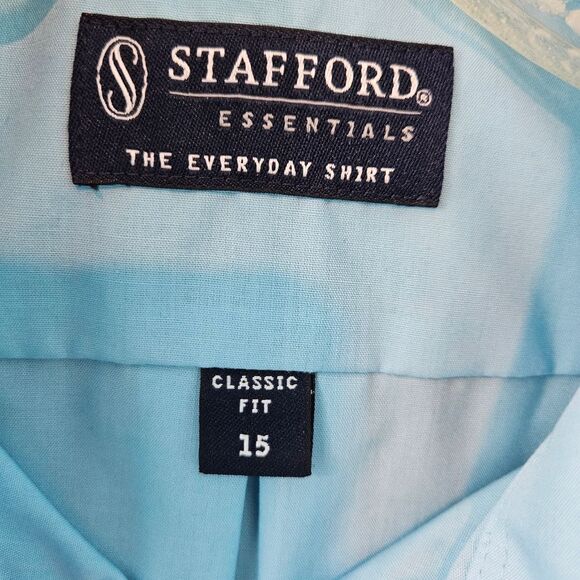 STAFFORD®
ESSENTIALS
THE EVERYDAY SHIRT
CLASSIC
FIT
15